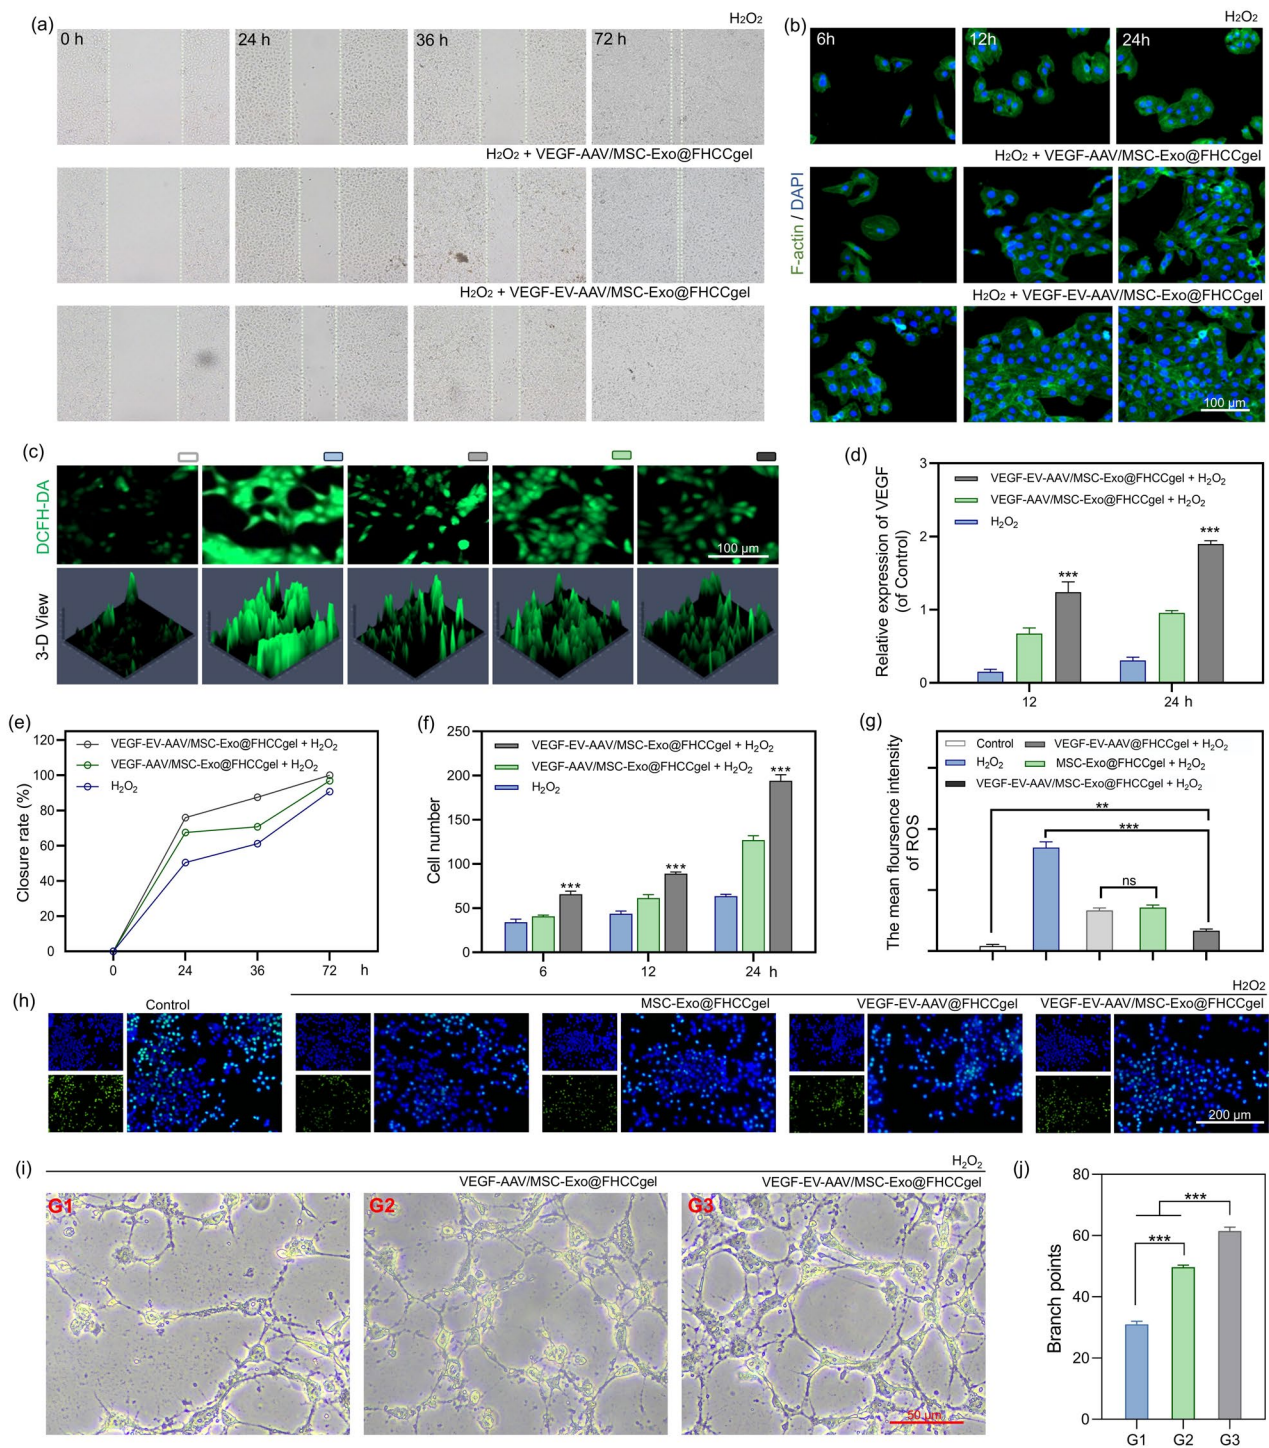 (a)
H₂O₂
0 h
24 h
36 h
72 h
H₂O₂ + VEGF-AAV/MSC-Exo@FHCCgel
H₂O₂ + VEGF-EV-AAV/MSC-Exo@FHCCgel
(b)
H₂O₂
6h
12h
24h
H₂O₂ + VEGF-AAV/MSC-Exo@FHCCgel
F-actin / DAPI
H₂O₂ + VEGF-EV-AAV/MSC-Exo@FHCCgel
100 µm
(c)
DCFH-DA
100 µm
3-D View
(d)
Relative expression of VEGF
(of Control)
3
2
1
0
VEGF-EV-AAV/MSC-Exo@FHCCgel + H₂O₂
VEGF-AAV/MSC-Exo@FHCCgel + H₂O₂
H₂O₂
***
***
12
24 h
(e)
Closure rate (%)
120
100
80
60
40
20
0
VEGF-EV-AAV/MSC-Exo@FHCCgel + H₂O₂
VEGF-AAV/MSC-Exo@FHCCgel + H₂O₂
H₂O₂
0
24
36
72
h
(f)
Cell number
250
200
150
100
50
0
VEGF-EV-AAV/MSC-Exo@FHCCgel + H₂O₂
VEGF-AAV/MSC-Exo@FHCCgel + H₂O₂
H₂O₂
***
***
***
6
12
24 h
(g)
The mean floursence intensity
of ROS
Control
VEGF-EV-AAV@FHCCgel + H₂O₂
H₂O₂
MSC-Exo@FHCCgel + H₂O₂
VEGF-EV-AAV/MSC-Exo@FHCCgel + H₂O₂
**
***
ns
(h)
H₂O₂
Control
MSC-Exo@FHCCgel
VEGF-EV-AAV@FHCCgel
VEGF-EV-AAV/MSC-Exo@FHCCgel
200 µm
(i)
H₂O₂
VEGF-AAV/MSC-Exo@FHCCgel
VEGF-EV-AAV/MSC-Exo@FHCCgel
G1
G2
G3
50 µm
(j)
Branch points
80
60
40
20
0
***
***
G1
G2
G3